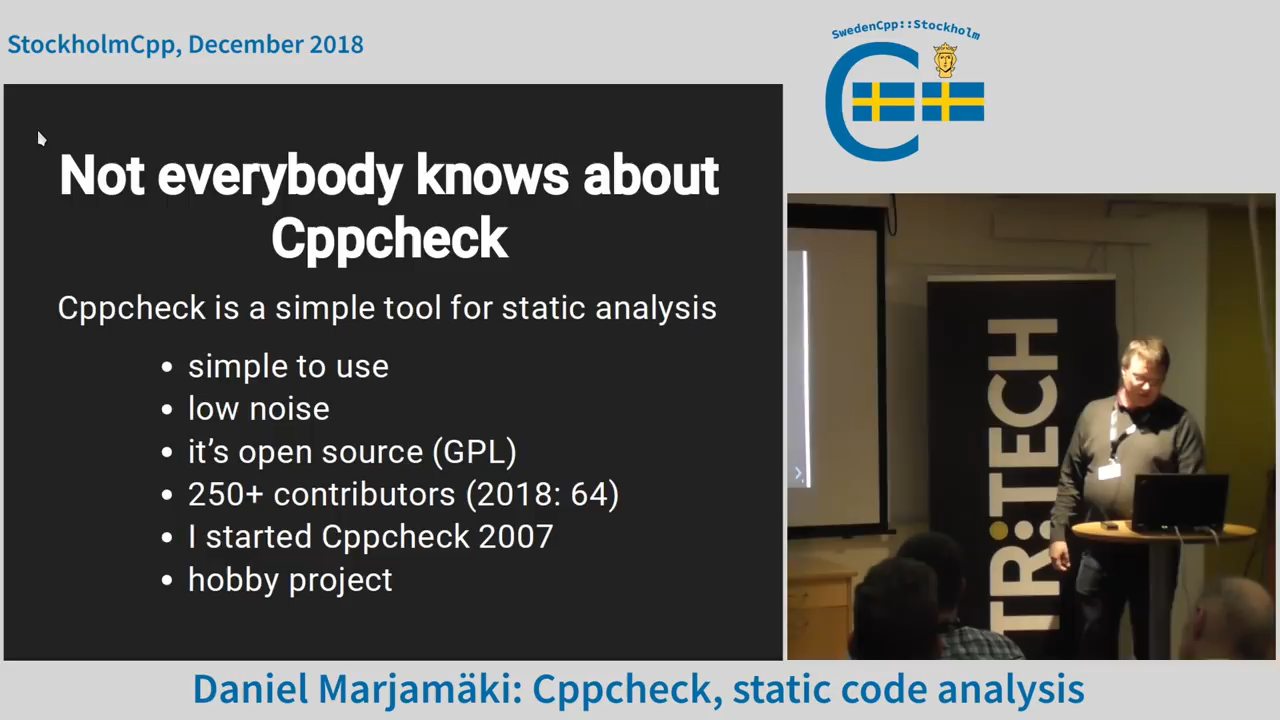 StockholmCpp, December 2018
SwedenCpp::Stockholm
Not everybody knows about
Cppcheck
Cppcheck is a simple tool for static analysis
• simple to use
• low noise
• it’s open source (GPL)
• 250+ contributors (2018: 64)
• I started Cppcheck 2007
• hobby project
TR:TECH
Daniel Marjamäki: Cppcheck, static code analysis